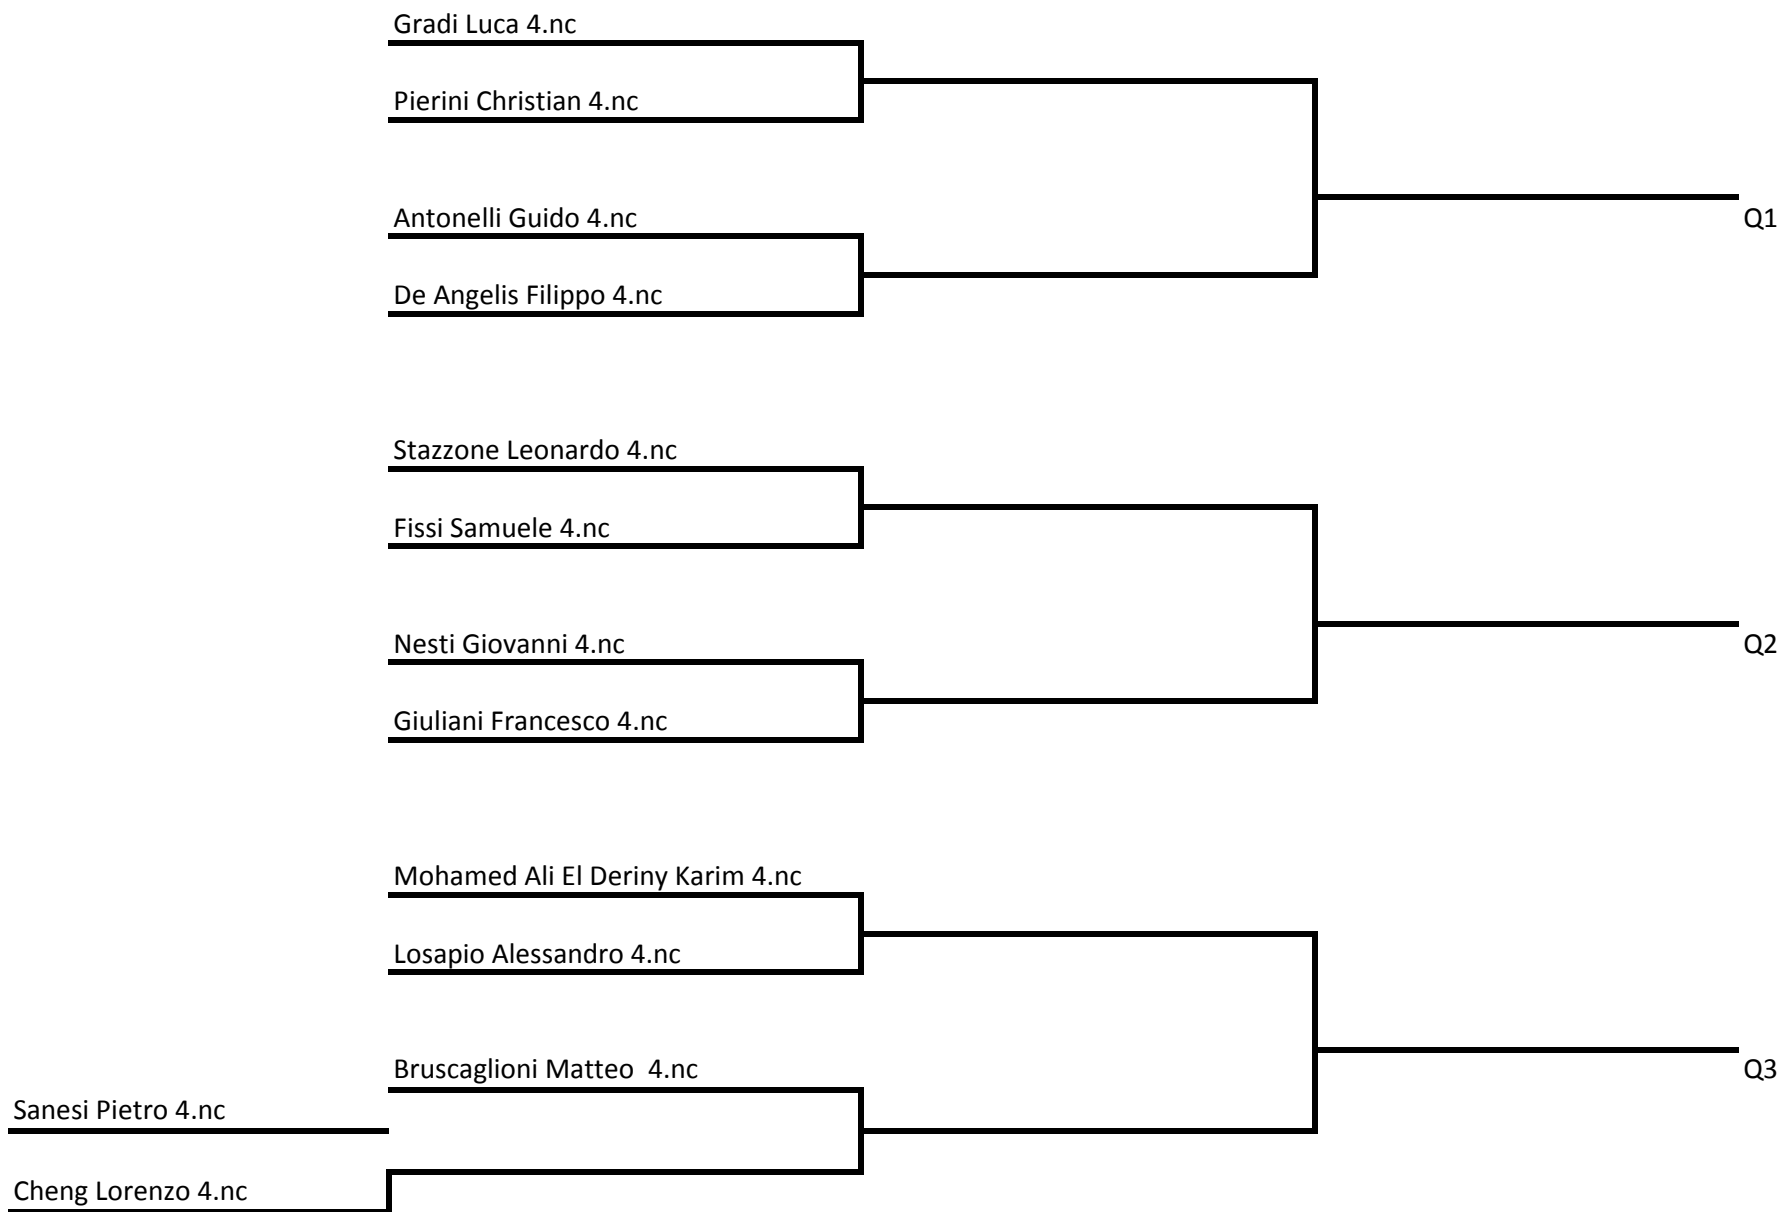 Gradi Luca 4.nc
Pierini Christian 4.nc
Antonelli Guido 4.nc
Q1
De Angelis Filippo 4.nc
Stazzone Leonardo 4.nc
Fissi Samuele 4.nc
Nesti Giovanni 4.nc
Q2
Giuliani Francesco 4.nc
Mohamed Ali El Deriny Karim 4.nc
Losapio Alessandro 4.nc
Bruscaglioni Matteo  4.nc
Q3
Sanesi Pietro 4.nc
Cheng Lorenzo 4.nc